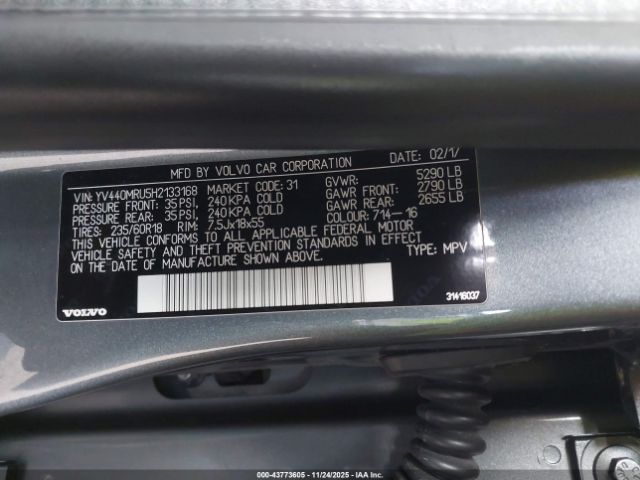 MFD BY VOLVO CAR CORPORATION DATE: 02/17
VIN: YV440MRU5H2133168 MARKET CODE: 31 GVWR: 5290 LB
PRESSURE FRONT: 35 PSI, 240 KPA COLD GAWR FRONT: 2790 LB
PRESSURE REAR: 35 PSI, 240 KPA COLD GAWR REAR: 2655 LB
TIRES: 235/60R18 RIM: 7.5Jx18x55 COLOUR: 714-16
THIS VEHICLE CONFORMS TO ALL APPLICABLE FEDERAL MOTOR
VEHICLE SAFETY AND THEFT PREVENTION STANDARDS IN EFFECT TYPE: MPV
ON THE DATE OF MANUFACTURE SHOWN ABOVE.
VOLVO 31416037
000-43773605 - 11/24/2025 - IAA Inc.